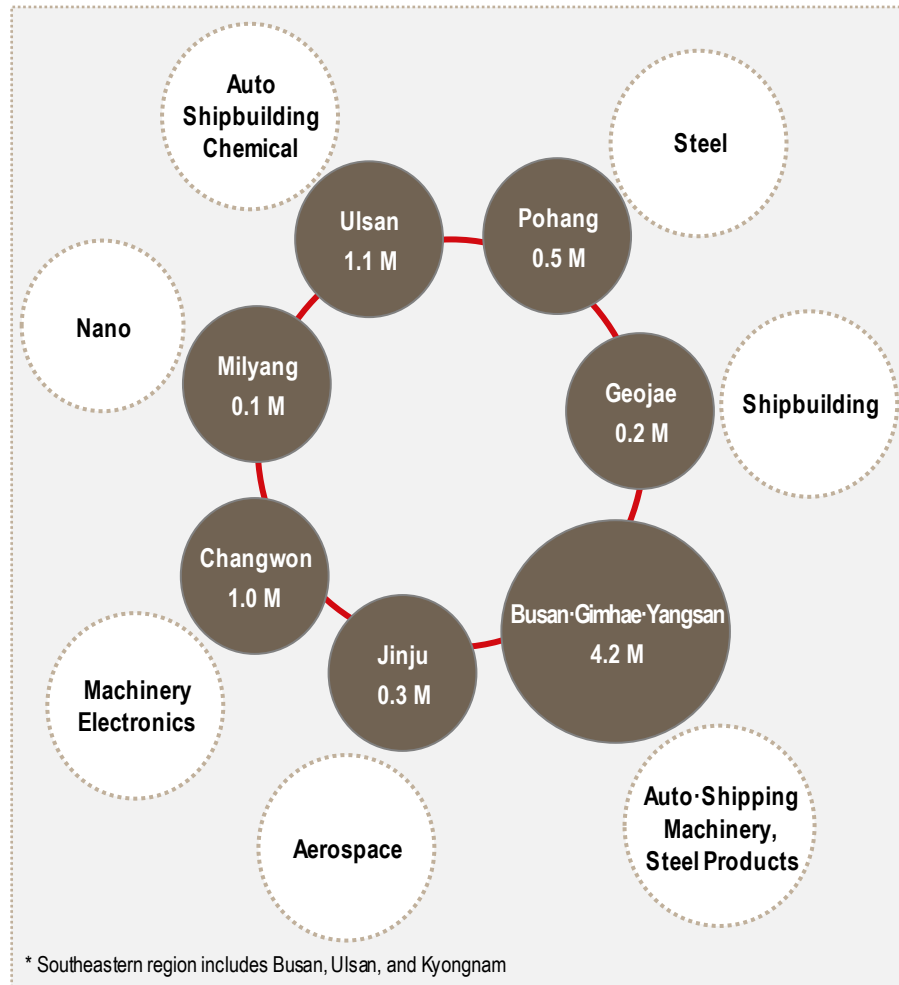 Auto
Shipbuilding
Chemical
Steel
Ulsan
1.1 M
Pohang
0.5 M
Nano
Milyang
0.1 M
Geojae
0.2 M
Shipbuilding
Changwon
1.0 M
Busan·Gimhae·Yangsan
4.2 M
Jinju
0.3 M
Machinery
Electronics
Auto·Shipping
Machinery,
Steel Products
Aerospace
* Southeastern region includes Busan, Ulsan, and Kyongnam